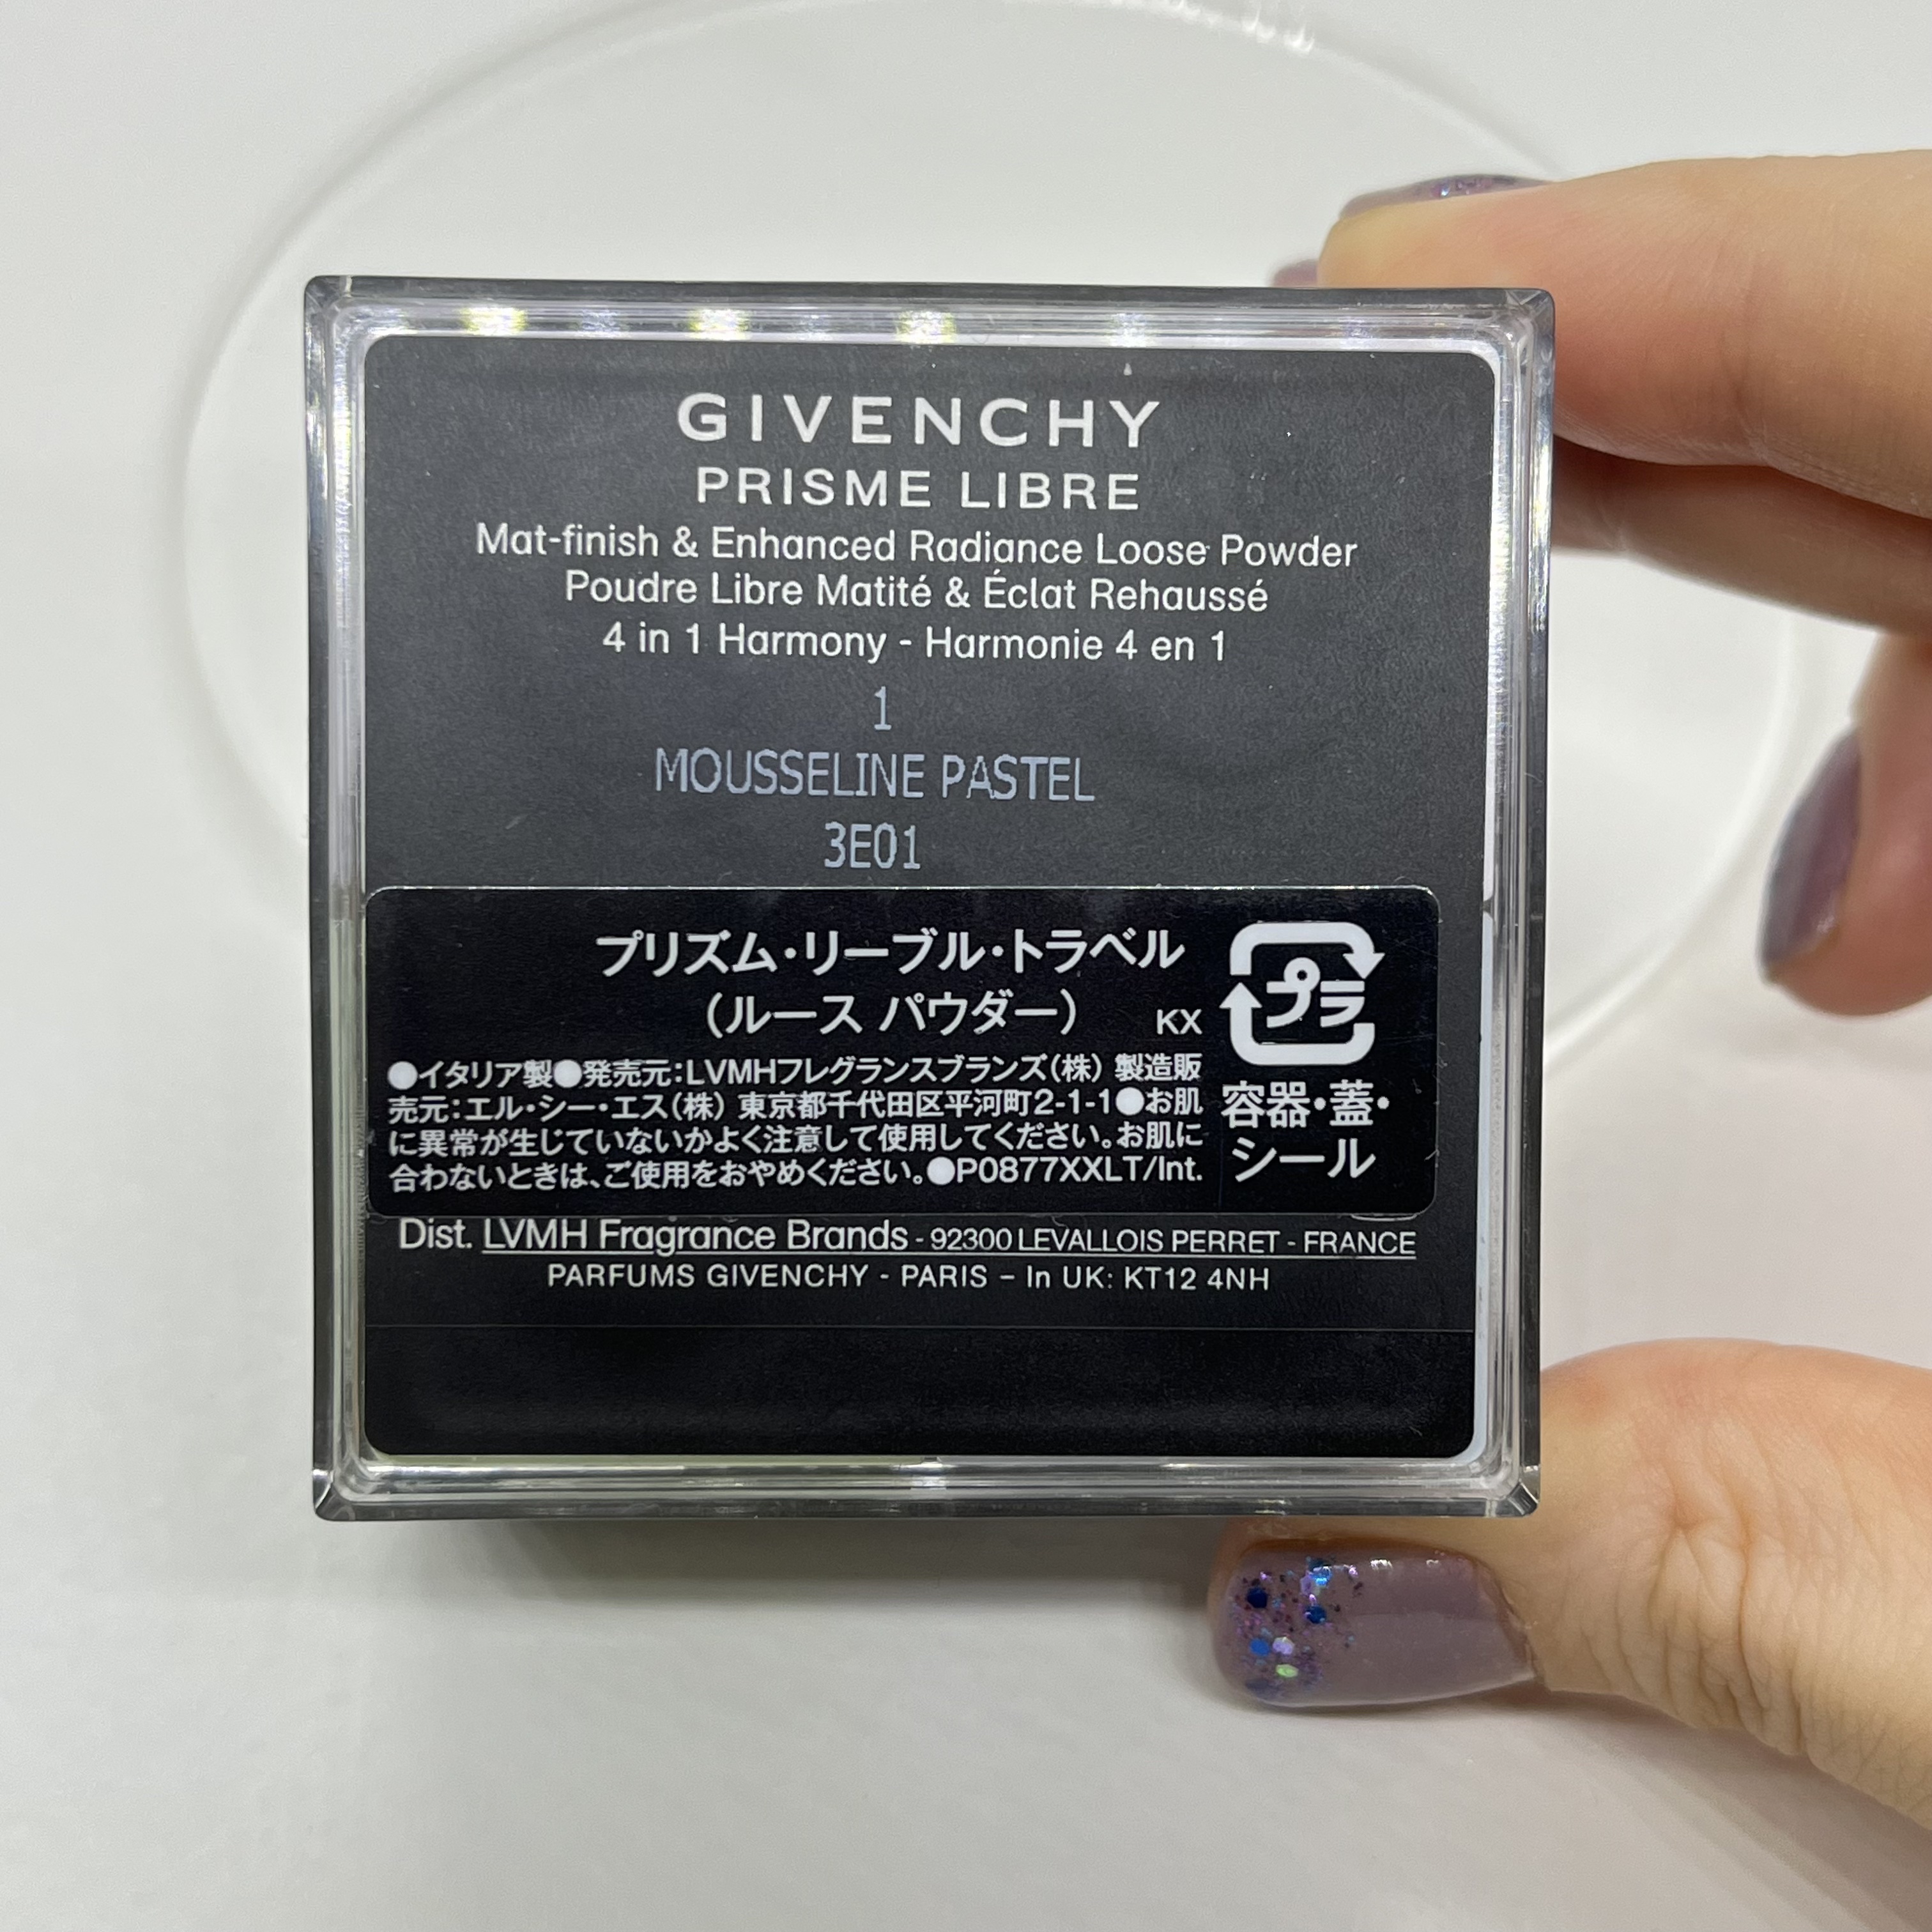 GIVENCHY
PRISME LIBRE
Mat-finish & Enhanced Radiance Loose Powder
Poudre Libre Matité & Éclat Rehaussé
4 in 1 Harmony - Harmonie 4 en 1
1
MOUSSELINE PASTEL
3E01
プリズム・リーブル・トラベル
（ルース パウダー） KX
プラ
●イタリア製●発売元：LVMHフレグランスブランズ（株） 製造販
売元：エル・シー・エス（株） 東京都千代田区平河町2-1-1●お肌
に異常が生じていないかよく注意して使用してください。お肌に
合わないときは、ご使用をおやめください。●P0877XXLT/Int.
容器・蓋・
シール
Dist. LVMH Fragrance Brands - 92300 LEVALLOIS PERRET - FRANCE
PARFUMS GIVENCHY - PARIS – In UK: KT12 4NH